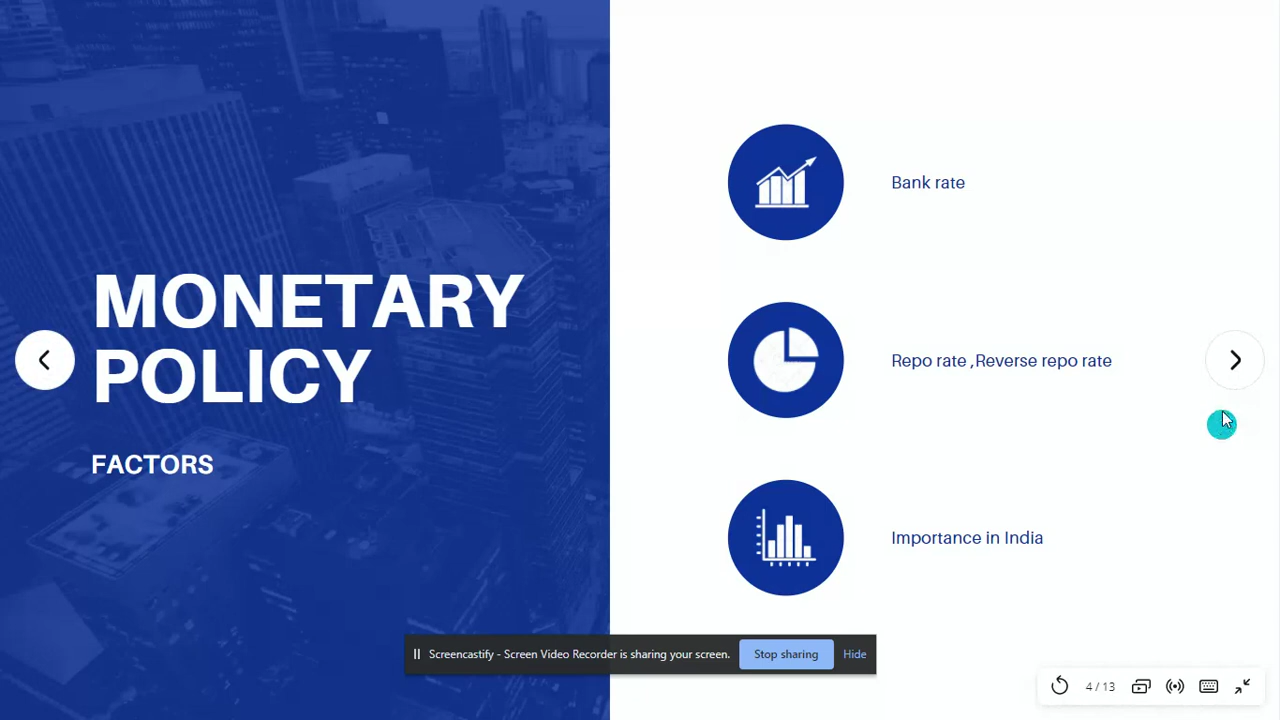 MONETARY
POLICY
FACTORS
Bank rate
Repo rate ,Reverse repo rate
Importance in India
Screencastify - Screen Video Recorder is sharing your screen.
Stop sharing
Hide
4 / 13